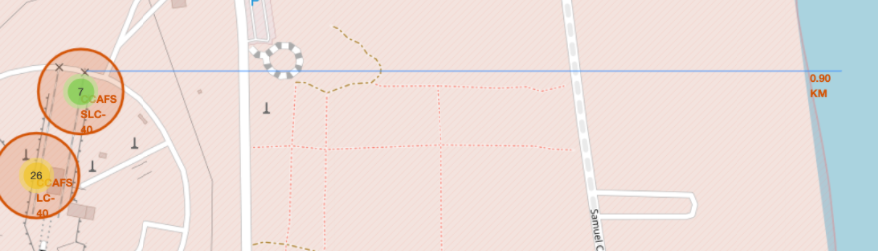 7
CCAFS
SLC-
40
26
CCAFS
LC-
40
0.90
KM
Samuel C